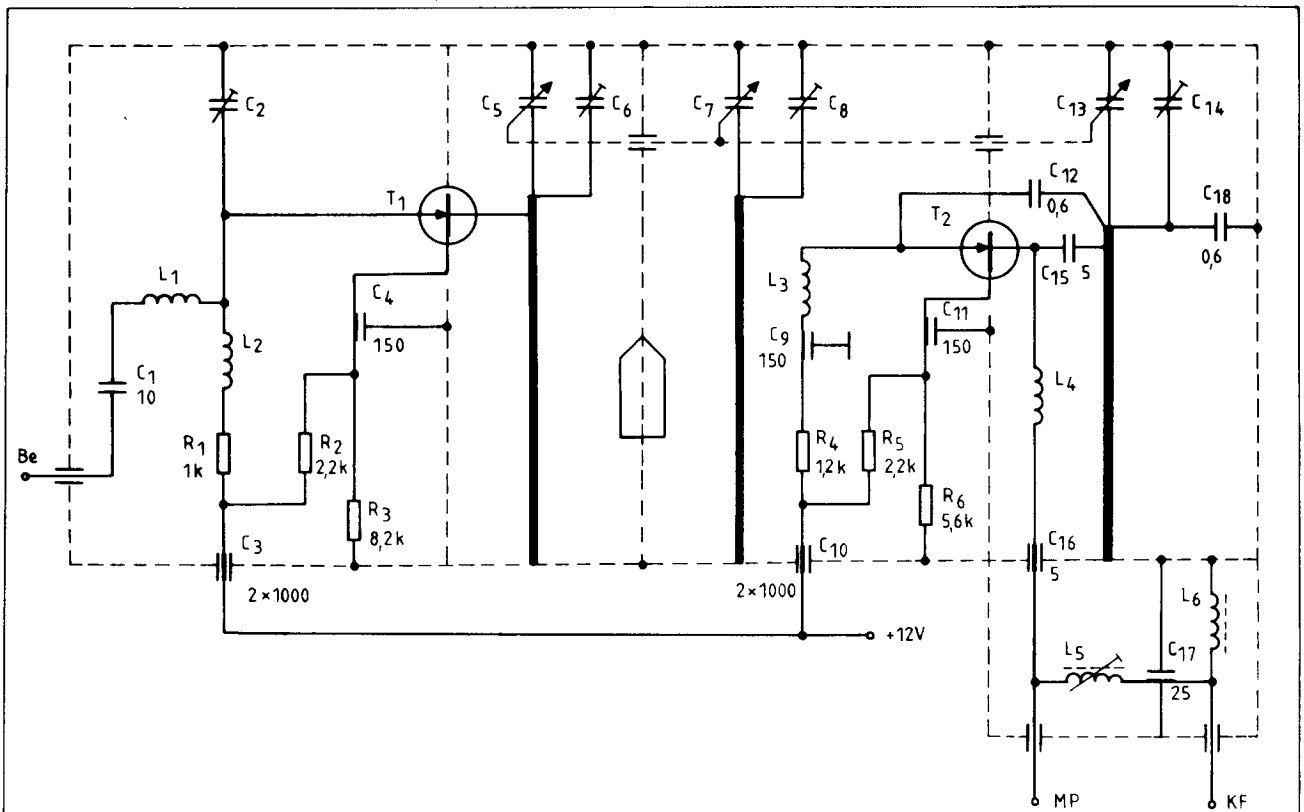 C2
C5
C6
C7
C8
C13
C14
T1
C12
0,6
C18
0,6
T2
C15
5
L1
C4
150
L3
C11
150
C9
150
L2
C1
10
L4
Be
R1
1k
R2
2,2k
R3
8,2k
R4
1,2k
R5
2,2k
R6
5,6k
C3
2×1000
C10
2×1000
C16
5
L6
+12V
L5
C17
25
MP
KF